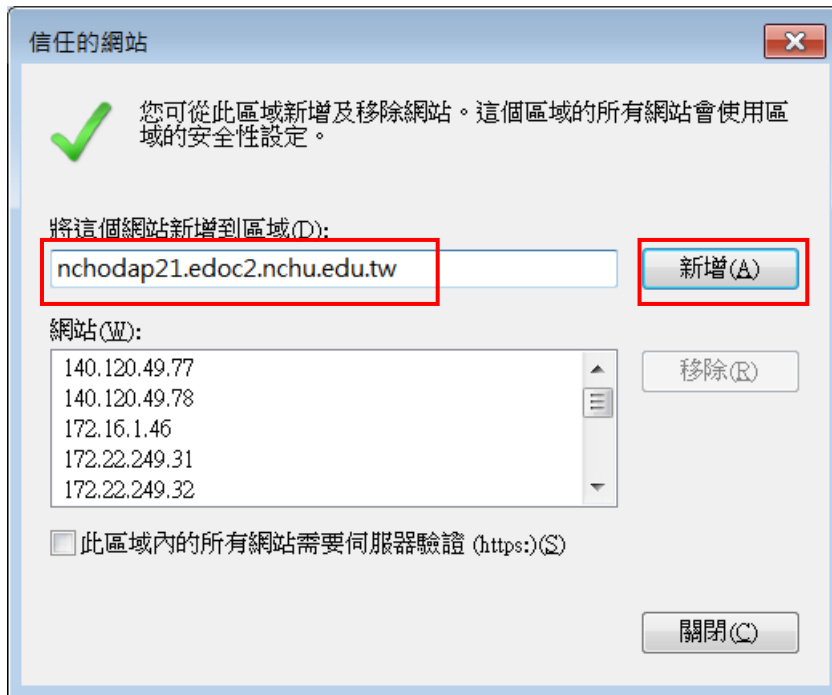 信任的網站
您可從此區域新增及移除網站。這個區域的所有網站會使用區
域的安全性設定。
將這個網站新增到區域(D):
nchodap21.edoc2.nchu.edu.tw
新增(A)
網站(W):
140.120.49.77
140.120.49.78
172.16.1.46
172.22.249.31
172.22.249.32
移除(R)
此區域內的所有網站需要伺服器驗證 (https:)(S)
關閉(C)